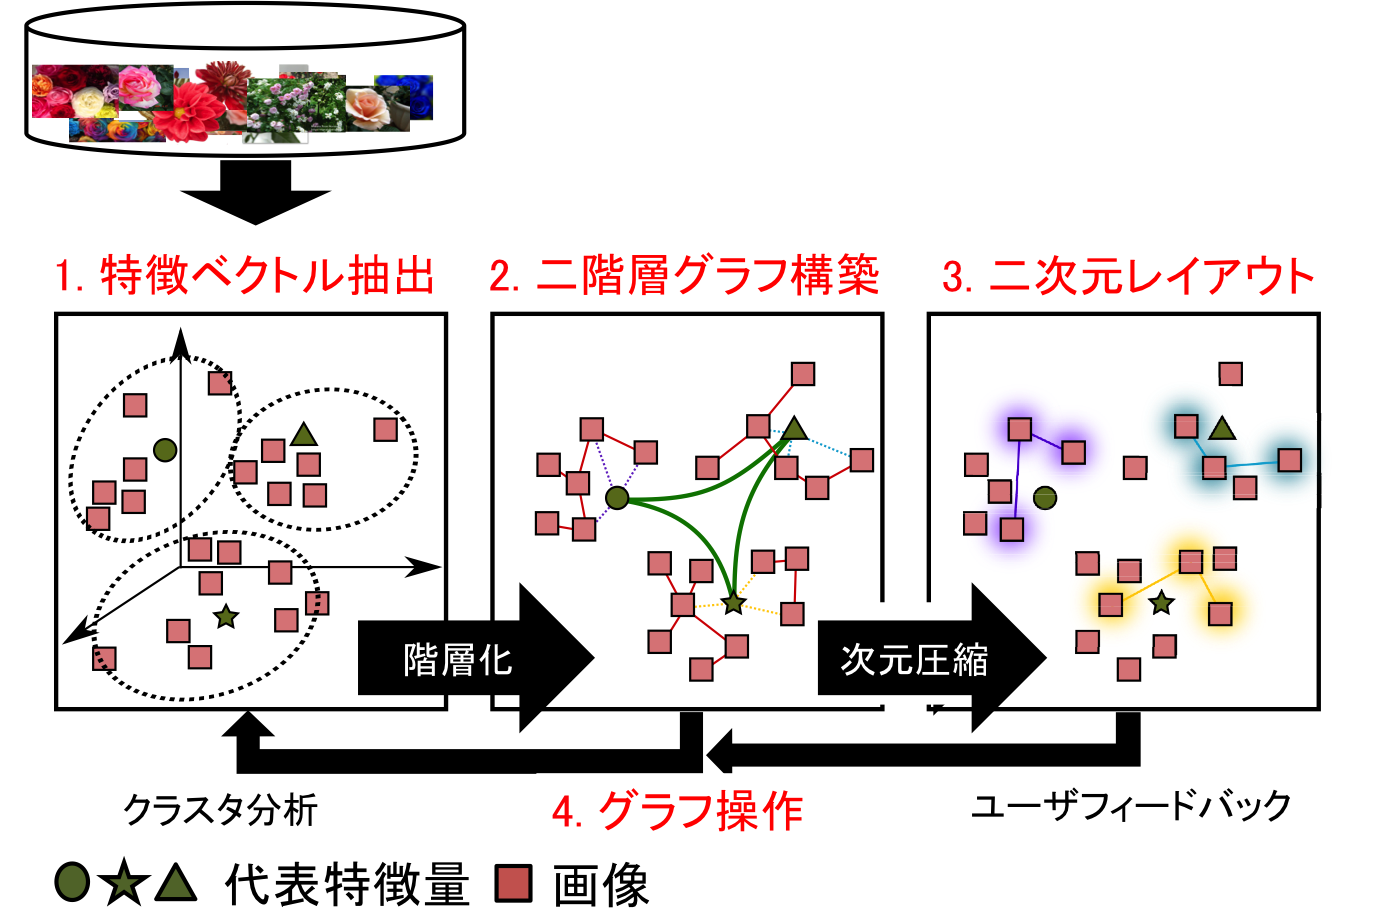 1. 特徴ベクトル抽出
2. 二階層グラフ構築
3. 二次元レイアウト
階層化
次元圧縮
クラスタ分析
4. グラフ操作
ユーザフィードバック
代表特徴量
画像